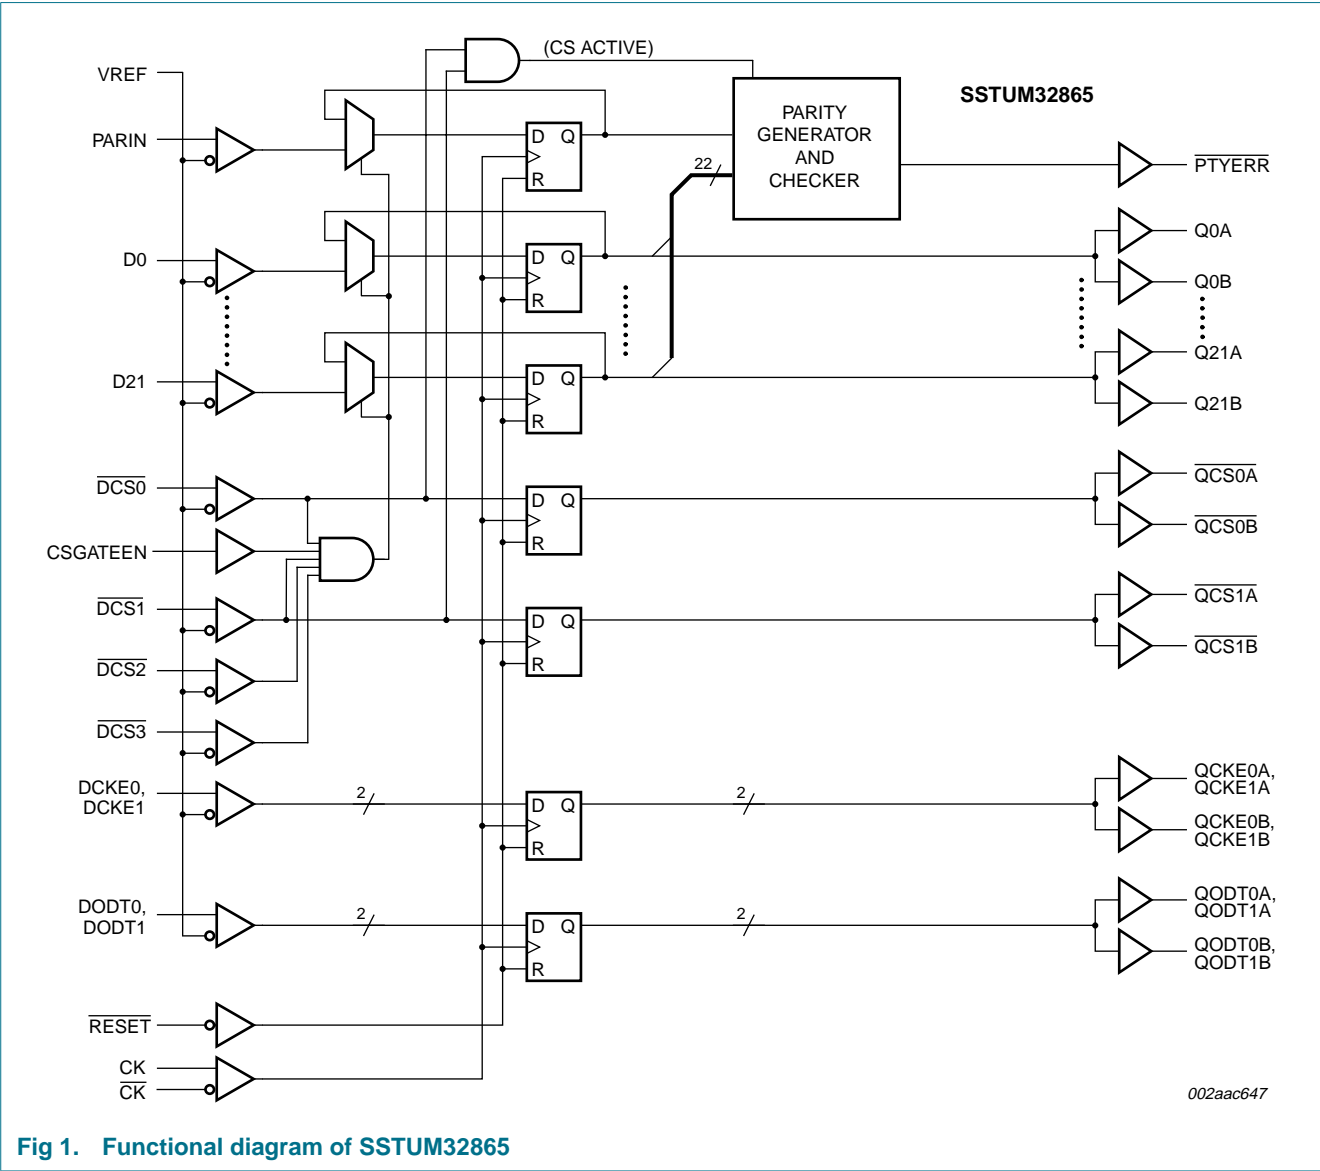 (CS ACTIVE)
VREF
SSTUM32865
PARITY
GENERATOR
AND
CHECKER
PARIN
D Q
R
22
PTYERR
Q0A
D0
D Q
R
Q0B
Q21A
D21
D Q
R
Q21B
DCS0
D Q
R
QCS0A
QCS0B
CSGATEEN
DCS1
D Q
R
QCS1A
QCS1B
DCS2
DCS3
DCKE0,
DCKE1
2
D Q
R
2
QCKE0A,
QCKE1A
QCKE0B,
QCKE1B
DODT0,
DODT1
2
D Q
R
2
QODT0A,
QODT1A
QODT0B,
QODT1B
RESET
CK
CK
002aac647
Fig 1. Functional diagram of SSTUM32865